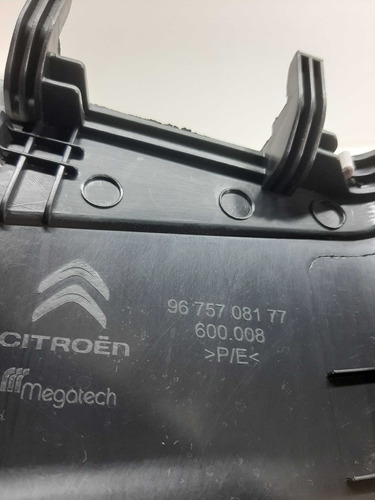 96 757 081 77
600.008
>P/E<
CITROËN
megatech